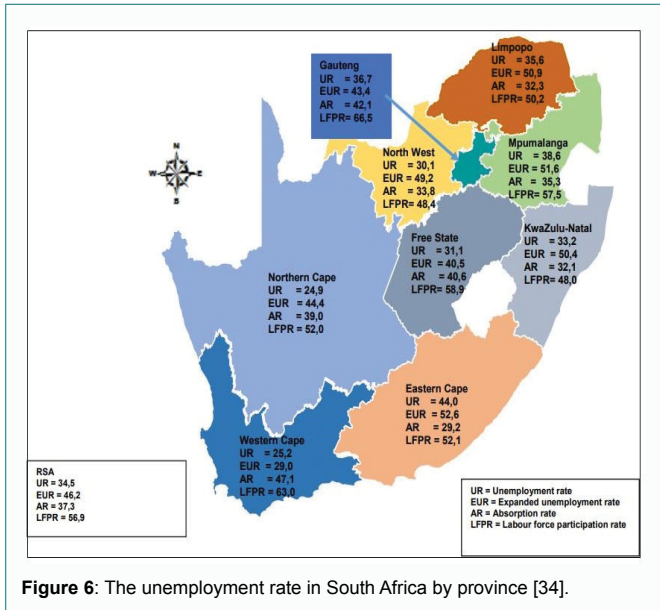 Gauteng
UR = 36,7
EUR = 43,4
AR = 42,1
LFPR= 66,5
Limpopo
UR = 35,6
EUR = 50,9
AR = 32,3
LFPR= 50,2
N
W
E
S
North West
UR = 30,1
EUR = 49,2
AR = 33,8
LFPR= 48,4
Mpumalanga
UR = 38,6
EUR = 51,6
AR = 35,3
LFPR= 57,5
KwaZulu-Natal
UR = 33,2
EUR = 50,4
AR = 32,1
LFPR= 48,0
Free State
UR = 31,1
EUR = 40,5
AR = 40,6
LFPR= 58,9
Northern Cape
UR = 24,9
EUR = 44,4
AR = 39,0
LFPR = 52,0
Eastern Cape
UR = 44,0
EUR = 52,6
AR = 29,2
LFPR = 52,1
Western Cape
UR = 25,2
EUR = 29,0
AR = 47,1
LFPR = 63,0
RSA
UR = 34,5
EUR = 46,2
AR = 37,3
LFPR = 56,9
UR = Unemployment rate
EUR = Expanded unemployment rate
AR = Absorption rate
LFPR = Labour force participation rate
Figure 6: The unemployment rate in South Africa by province [34].